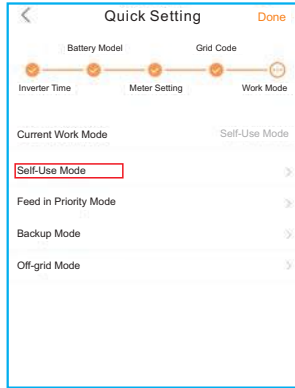 Quick Setting Done
Battery Model Grid Code
Inverter Time Meter Setting Work Mode
Current Work Mode Self-Use Mode
Self-Use Mode
Feed in Priority Mode
Backup Mode
Off-grid Mode